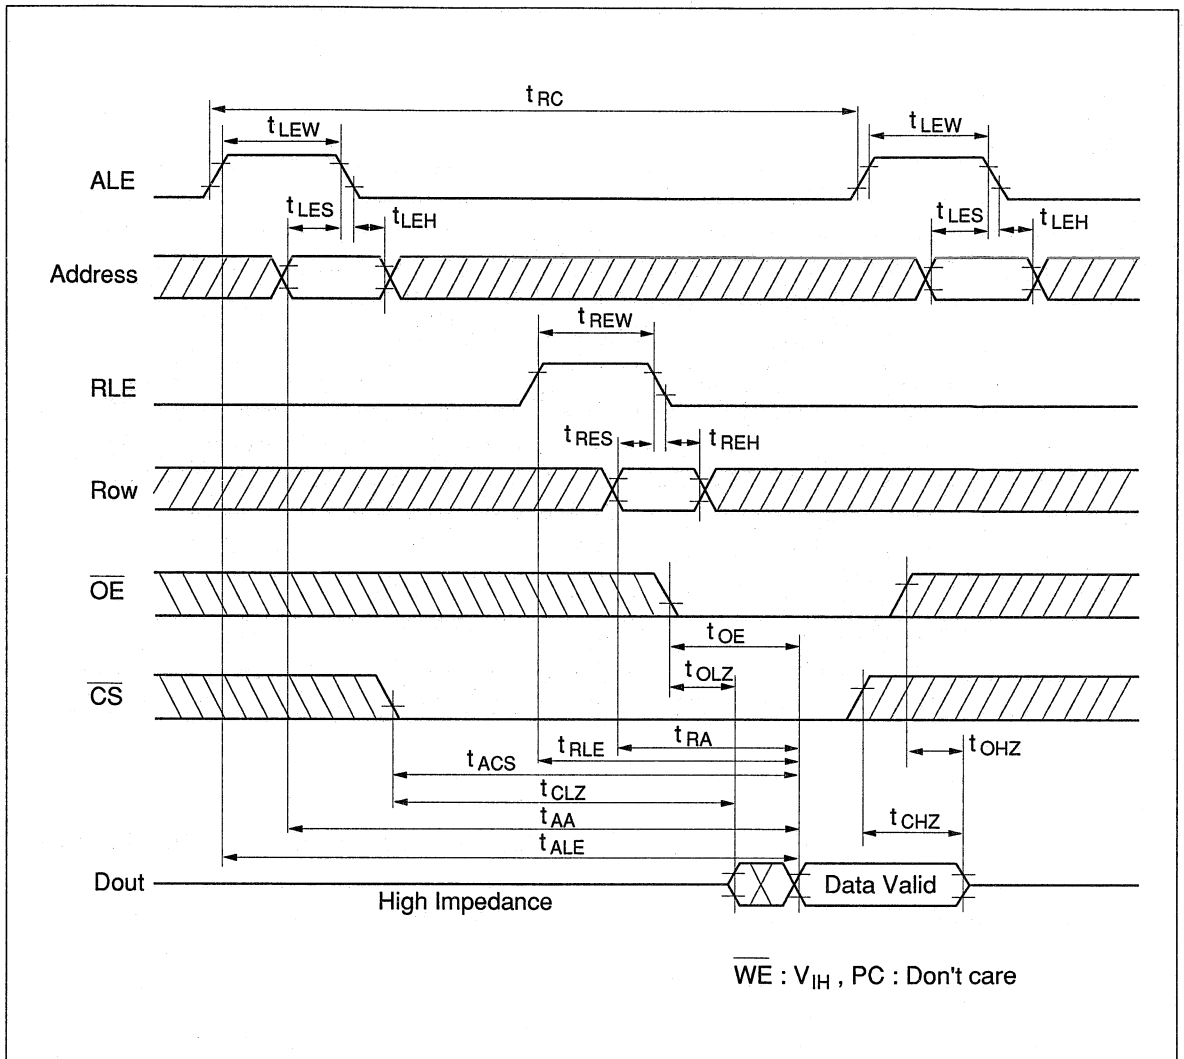 tRC
tLEW tLEW
ALE
tLES tLEH tLES tLEH
Address
tREW
RLE
tRES tREH
Row
OE
tOE
tOLZ
CS
tRA
tRLE tOHZ
tACS
tCLZ
tAA tCHZ
tALE
Dout Data Valid
High Impedance
WE : VIH , PC : Don't care